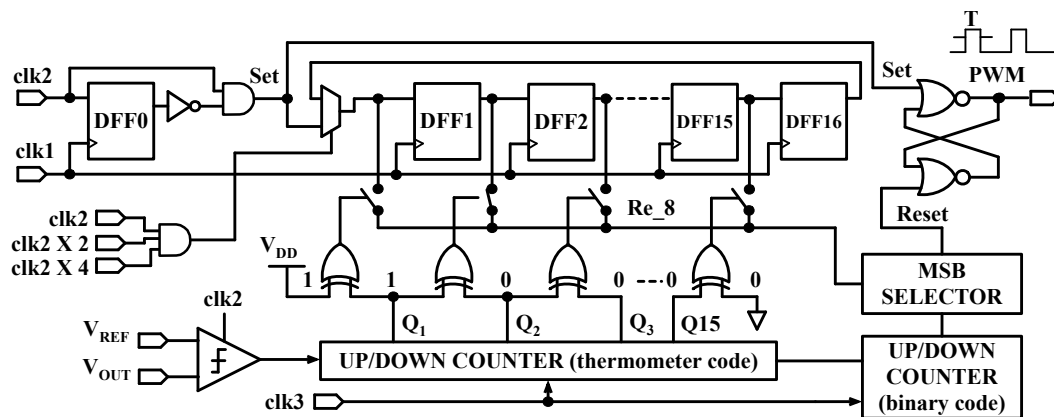 T
clk2
Set
Set
PWM
DFF0
DFF1
DFF2
DFF15
DFF16
clk1
clk2
clk2 X 2
clk2 X 4
Re_8
Reset
VDD
1
1
0
0
0
0
MSB
SELECTOR
clk2
Q1
Q2
Q3
Q15
VREF
VOUT
UP/DOWN COUNTER (thermometer code)
UP/DOWN
COUNTER
(binary code)
clk3